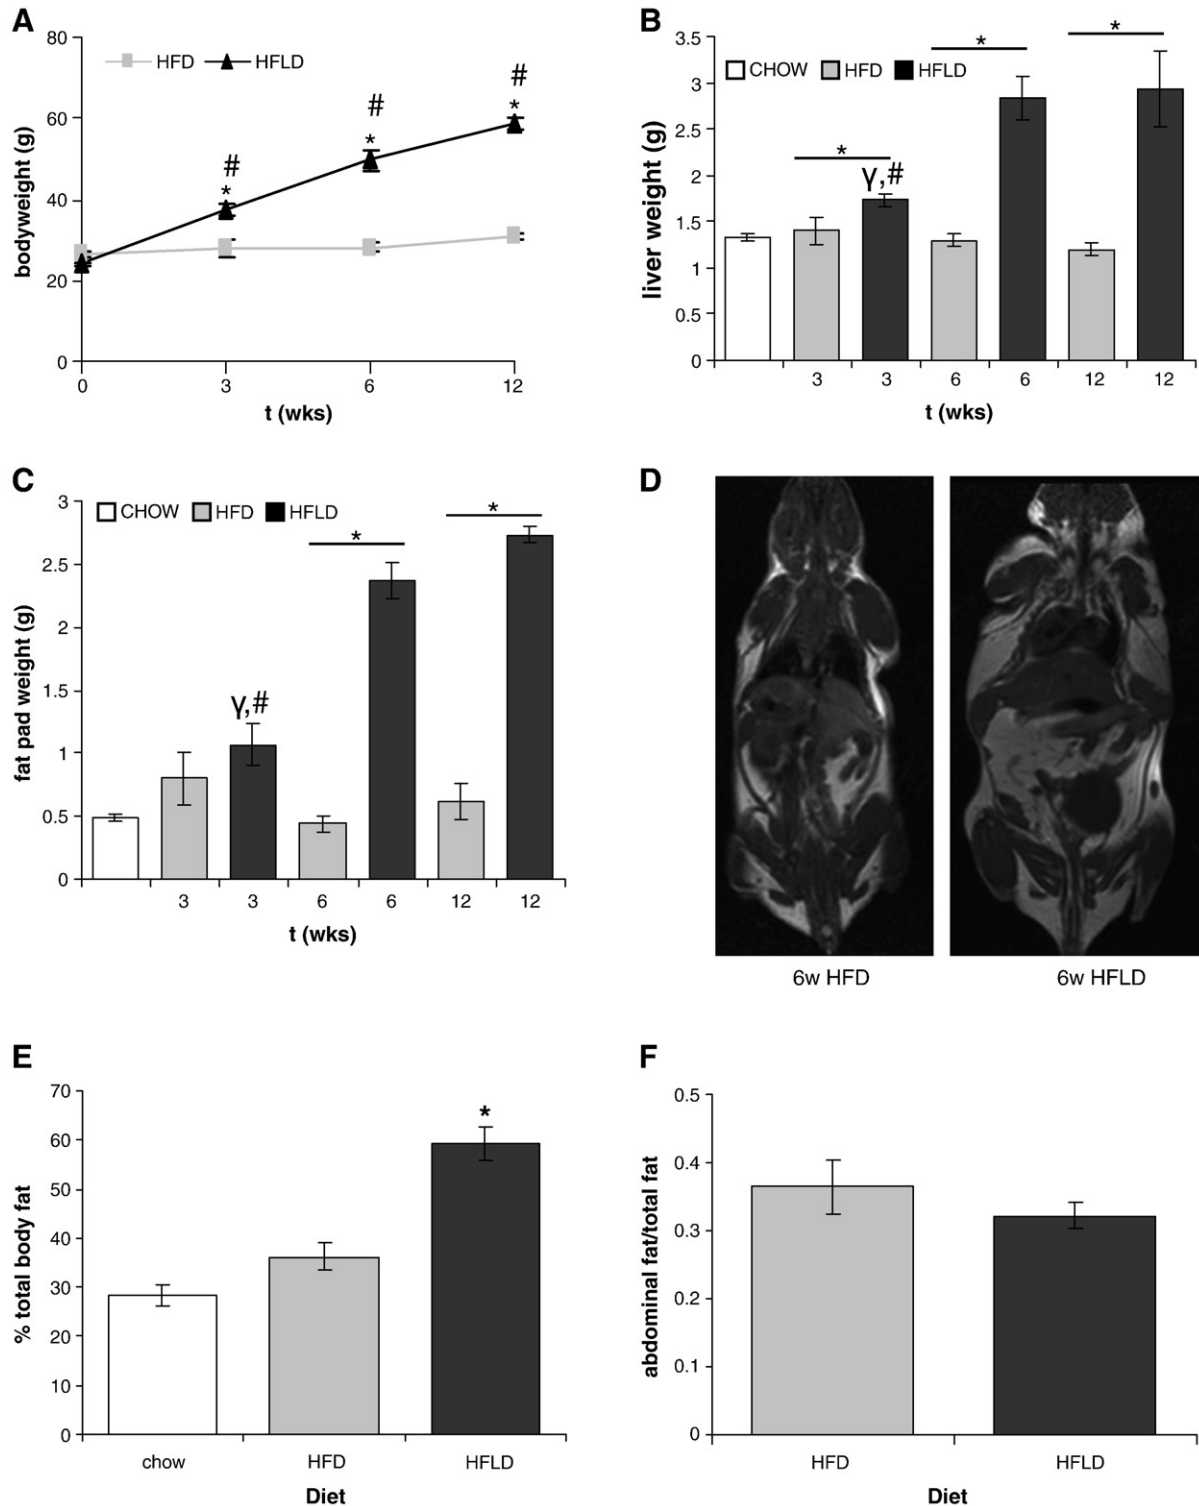 A
80
60
40
20
0
HFD HFLD
# # #
* * *
0 3 6 12
t (wks)
bodyweight (g)
B
3.5
3
2.5
2
1.5
1
0.5
0
CHOW HFD HFLD
* * *
γ,#
3 3 6 6 12 12
t (wks)
liver weight (g)
C
3
2.5
2
1.5
1
0.5
0
CHOW HFD HFLD
* *
γ,#
3 3 6 6 12 12
t (wks)
fat pad weight (g)
D
6w HFD 6w HFLD
E
70
60
50
40
30
20
10
0
*
chow HFD HFLD
Diet
% total body fat
F
0.5
0.4
0.3
0.2
0.1
0
HFD HFLD
Diet
abdominal fat/total fat